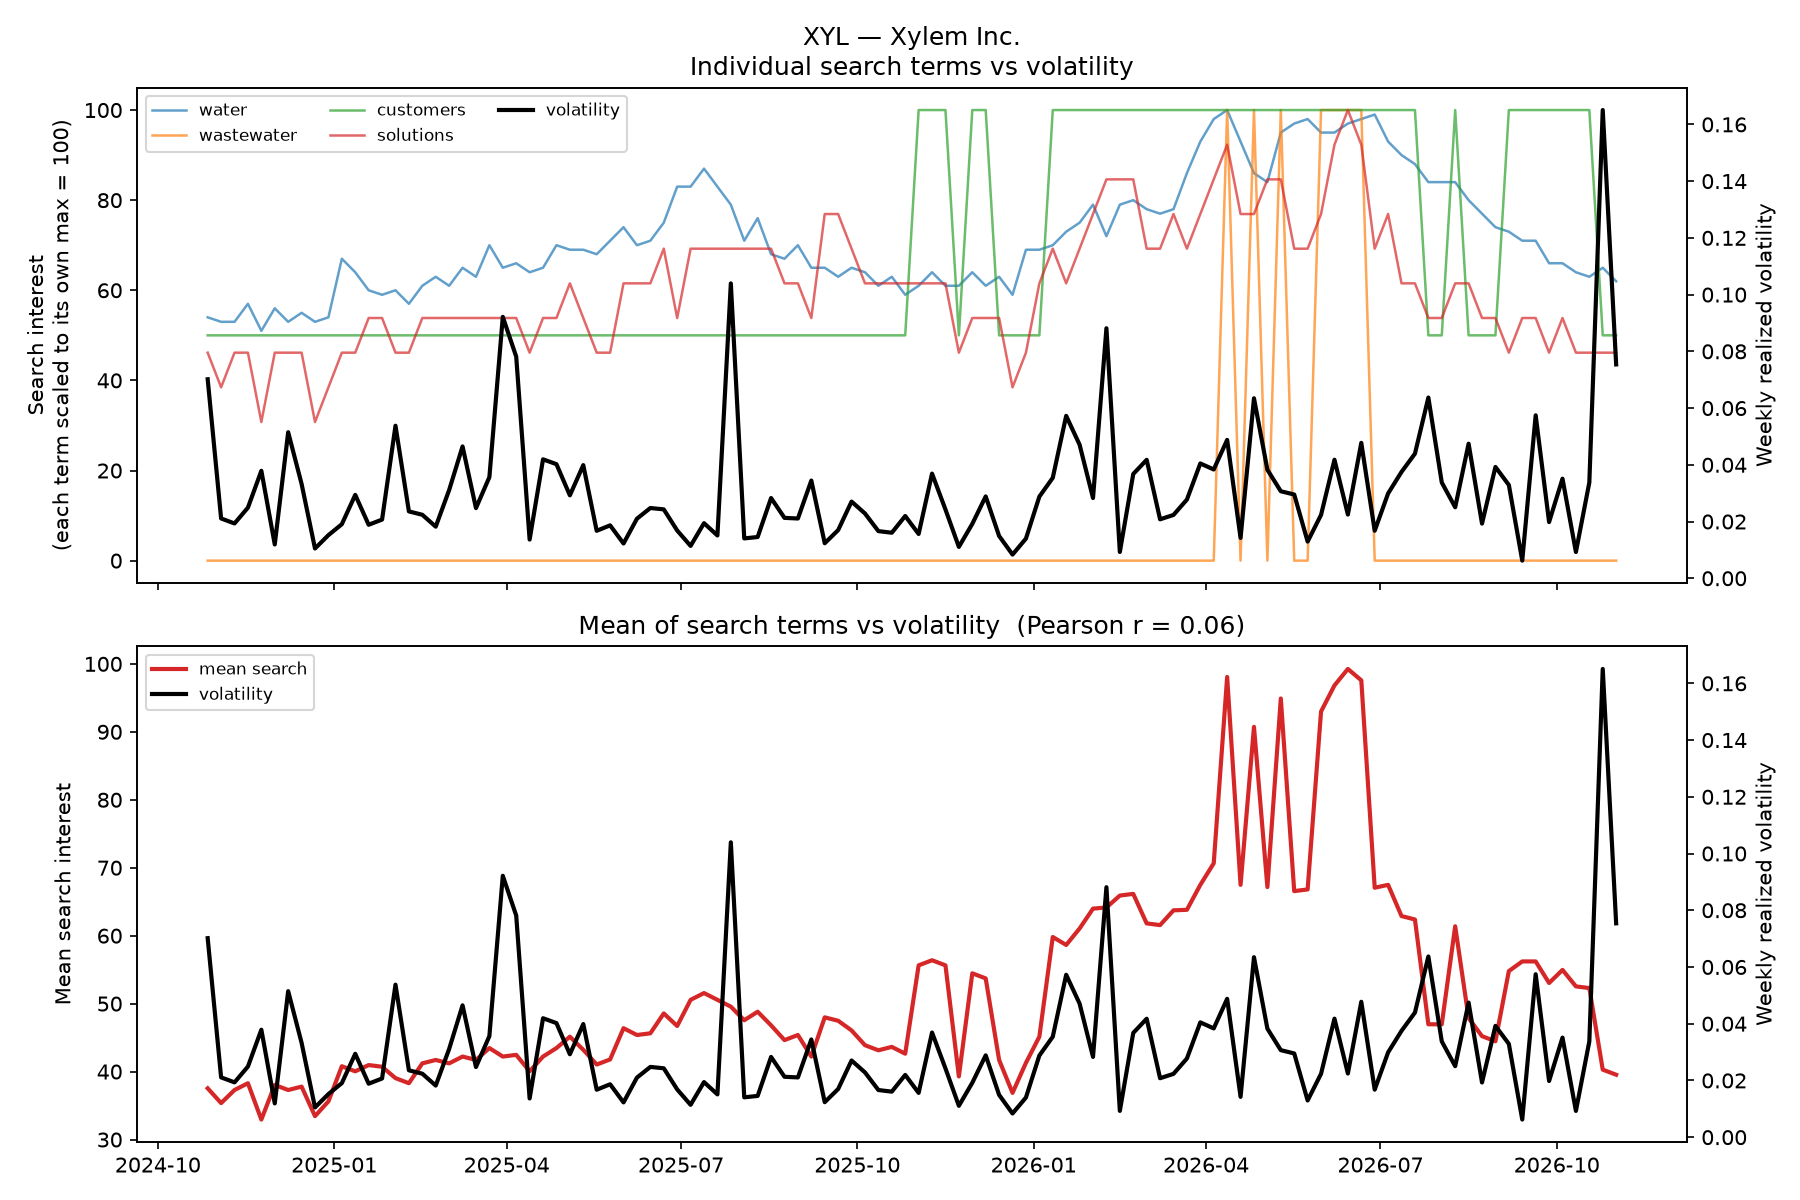 XYL — Xylem Inc.
Individual search terms vs volatility
water
wastewater
customers
solutions
volatility
Search interest
(each term scaled to its own max = 100)
100
80
60
40
20
0
0.16
0.14
0.12
0.10
0.08
0.06
0.04
0.02
0.00
Weekly realized volatility
Mean of search terms vs volatility (Pearson r = 0.06)
mean search
volatility
Mean search interest
100
90
80
70
60
50
40
30
0.16
0.14
0.12
0.10
0.08
0.06
0.04
0.02
0.00
Weekly realized volatility
2024-10 2025-01 2025-04 2025-07 2025-10 2026-01 2026-04 2026-07 2026-10